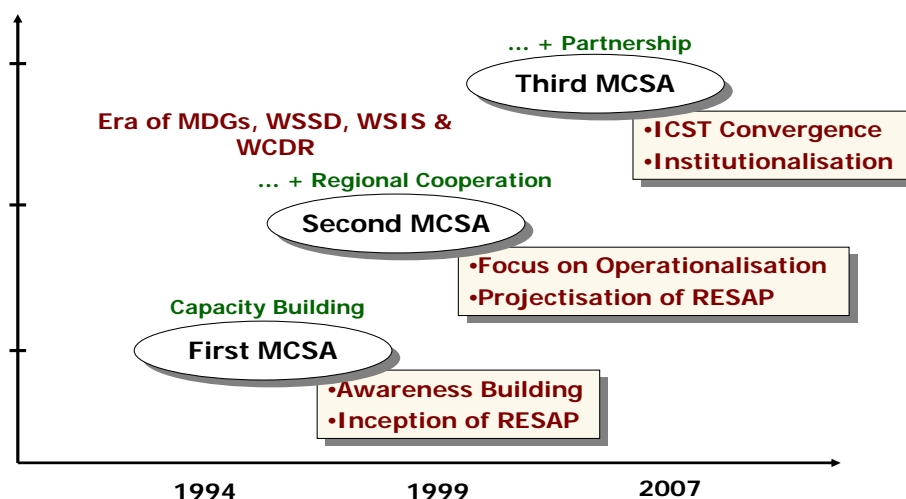 ... + Partnership
Third MCSA
•ICST Convergence
•Institutionalisation
Era of MDGs, WSSD, WSIS &
WCDR
... + Regional Cooperation
Second MCSA
•Focus on Operationalisation
•Projectisation of RESAP
Capacity Building
First MCSA
•Awareness Building
•Inception of RESAP
1994
1999
2007